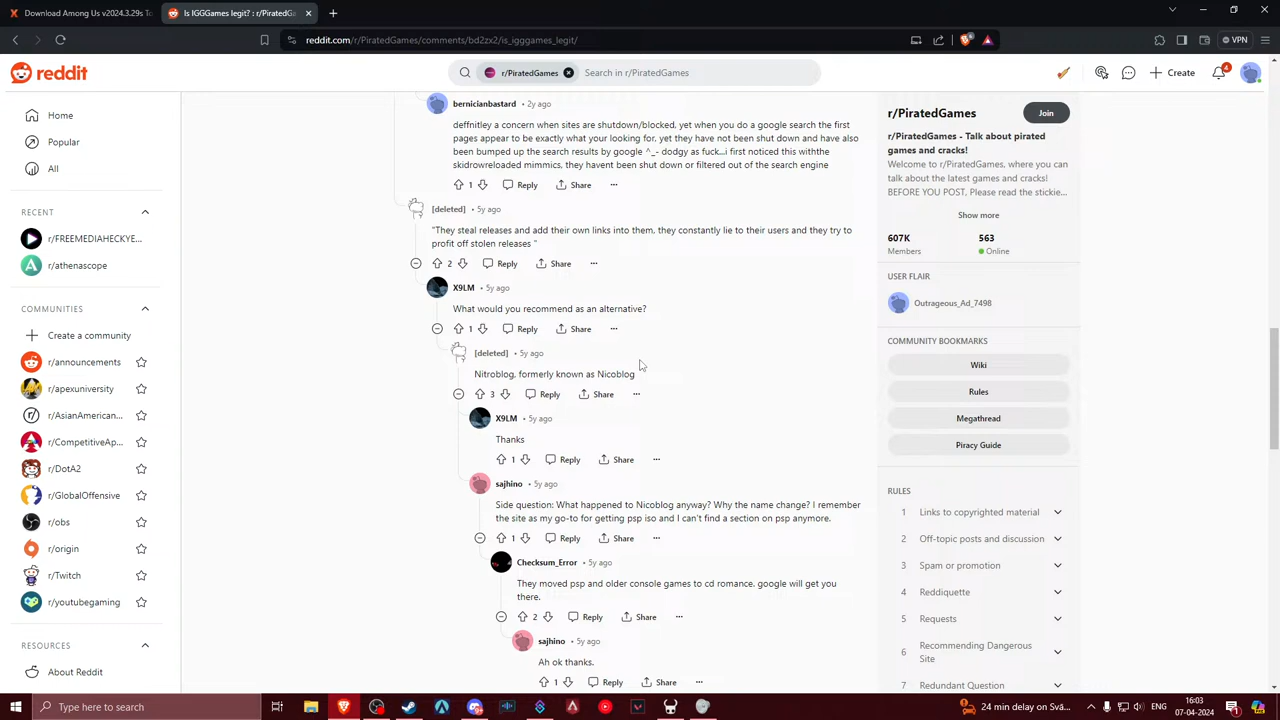 Download Among Us v2024.3.29s To
Is IGGGames legit? : r/PiratedGa
reddit.com/r/PiratedGames/comments/bd2zx2/is_igggames_legit/
VPN
reddit
r/PiratedGames
Search in r/PiratedGames
Create
4
Home
Popular
All
RECENT
r/FREEMEDIAHECKYE...
r/athenascope
COMMUNITIES
Create a community
r/announcements
r/apexuniversity
r/AsianAmerican...
r/CompetitiveAp...
r/DotA2
r/GlobalOffensive
r/obs
r/origin
r/Twitch
r/youtubegaming
RESOURCES
About Reddit
bernicianbastard • 2y ago
deffnitley a concern when sites are shutdown/blocked, yet when you do a google search the first
pages appear to be exactly what your looking for. yet they have not been shut down and have also
been bumped up the search results by google ^_- dodgy as fuck...i first noticed this withthe
skidrowreloaded mimmics, they havent been shut down or filtered out of the search engine
1 Reply Share ...
[deleted] • 5y ago
"They steal releases and add their own links into them, they constantly lie to their users and they try to
profit off stolen releases "
2 Reply Share ...
X9LM • 5y ago
What would you recommend as an alternative?
1 Reply Share ...
[deleted] • 5y ago
Nitroblog, formerly known as Nicoblog
3 Reply Share ...
X9LM • 5y ago
Thanks
1 Reply Share ...
sajhino • 5y ago
Side question: What happened to Nicoblog anyway? Why the name change? I remember
the site as my go-to for getting psp iso and I can't find a section on psp anymore.
1 Reply Share ...
Checksum_Error • 5y ago
They moved psp and older console games to cd romance. google will get you
there.
2 Reply Share ...
sajhino • 5y ago
Ah ok thanks.
1 Reply Share ...
r/PiratedGames
Join
r/PiratedGames - Talk about pirated
games and cracks!
Welcome to r/PiratedGames, where you can
talk about the latest games and cracks!
BEFORE YOU POST, Please read the stickie...
Show more
607K 563
Members Online
USER FLAIR
Outrageous_Ad_7498
COMMUNITY BOOKMARKS
Wiki
Rules
Megathread
Piracy Guide
RULES
1 Links to copyrighted material
2 Off-topic posts and discussion
3 Spam or promotion
4 Reddiquette
5 Requests
6 Recommending Dangerous
Site
7 Redundant Question
Type here to search
24 min delay on Sva...
ENG
16:03
07-04-2024